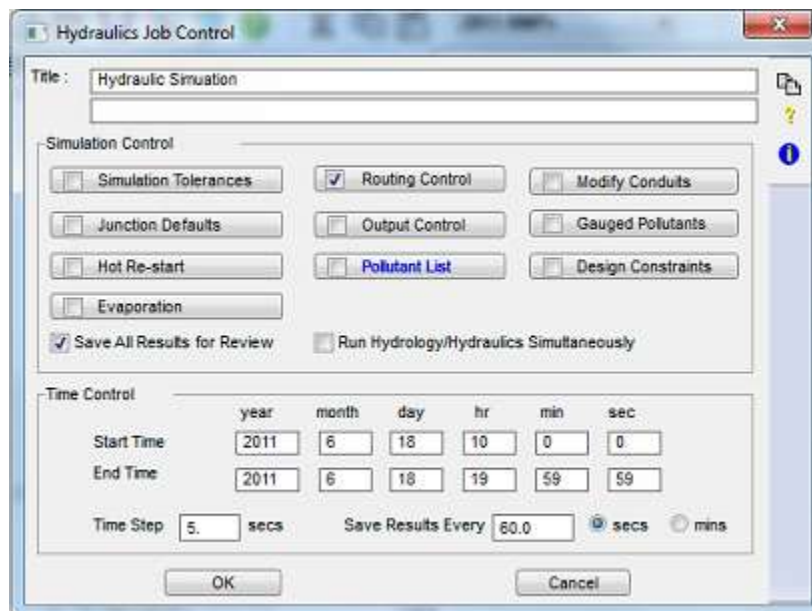 Hydraulics Job Control
Title : Hydraulic Simuation
Simulation Control
Simulation Tolerances Routing Control Modify Conduits
Junction Defaults Output Control Gauged Pollutants
Hot Re-start Pollutant List Design Constraints
Evaporation
Save All Results for Review Run Hydrology/Hydraulics Simultaneously
Time Control
year month day hr min sec
Start Time 2011 6 18 10 0 0
End Time 2011 6 18 19 59 59
Time Step 5. secs Save Results Every 60.0 secs mins
OK Cancel